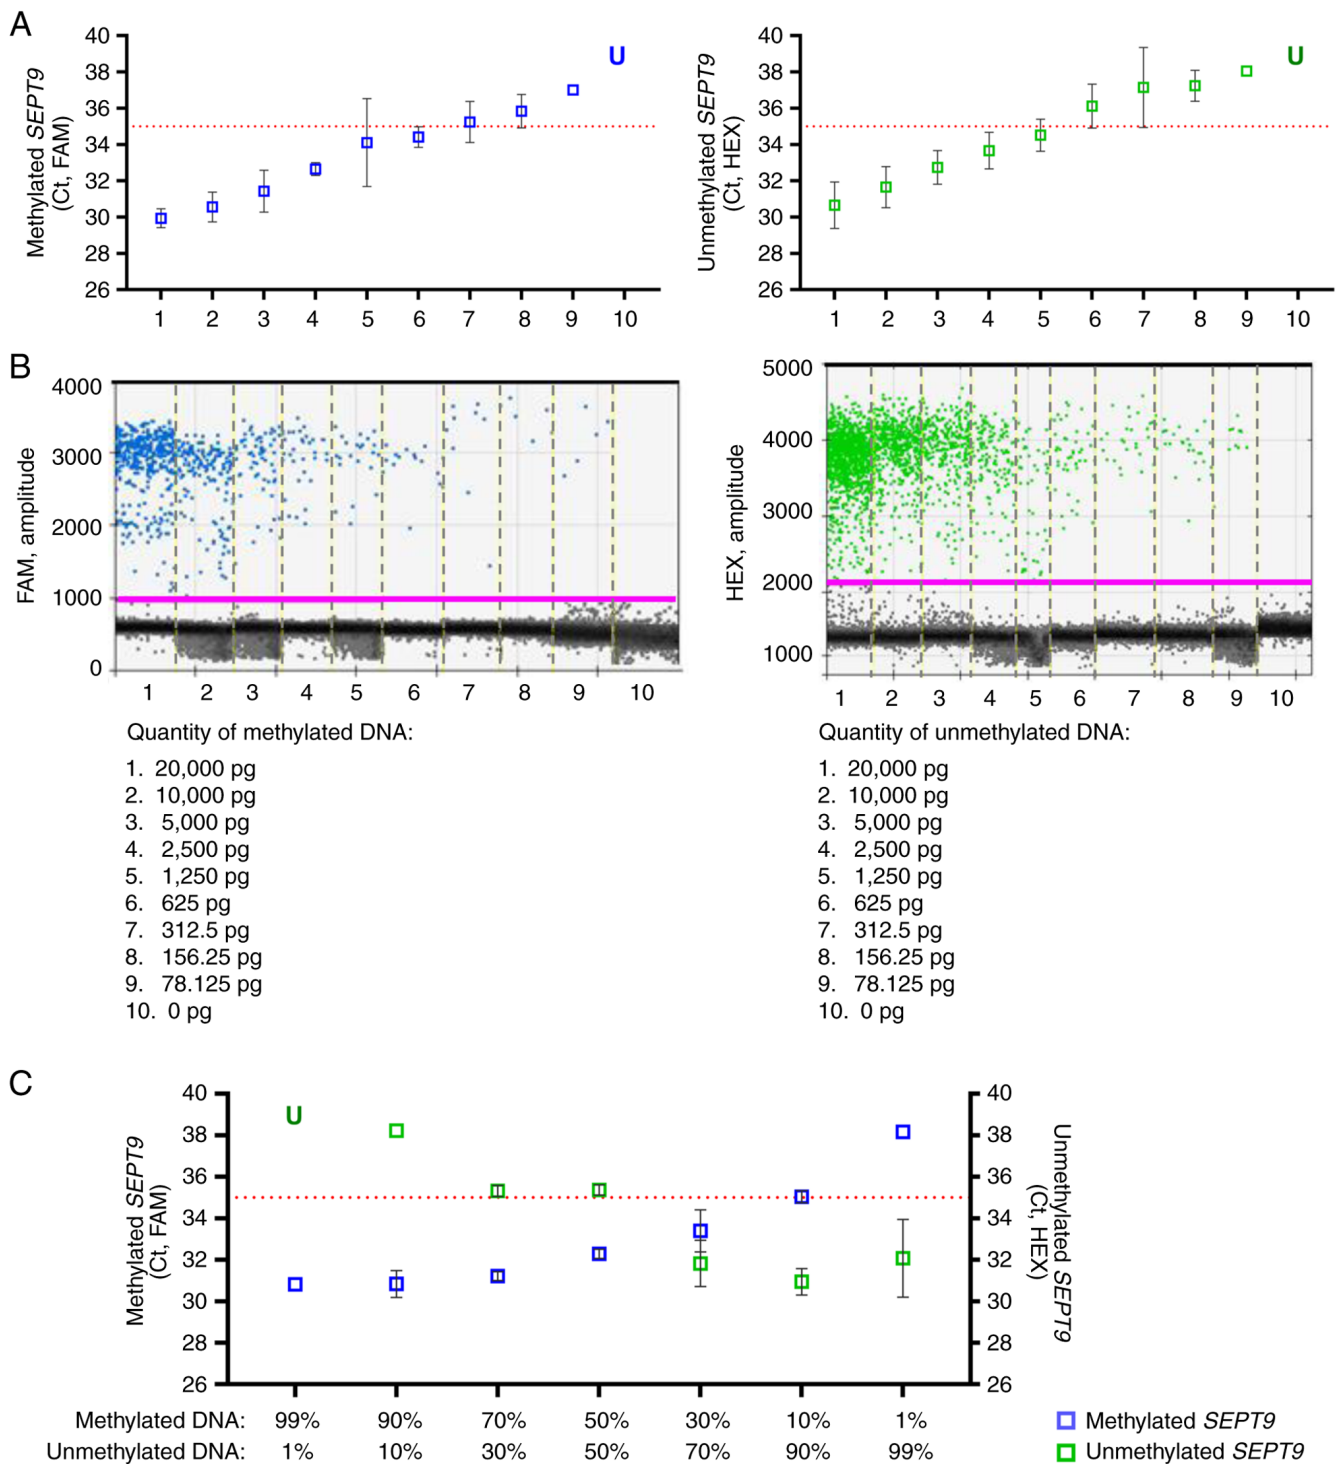 A
Methylated SEPT9
(Ct, FAM)
40
38
36
34
32
30
28
26
U
1 2 3 4 5 6 7 8 9 10
Unmethylated SEPT9
(Ct, HEX)
40
38
36
34
32
30
28
26
U
1 2 3 4 5 6 7 8 9 10
B
FAM, amplitude
4000
3000
2000
1000
0
1 2 3 4 5 6 7 8 9 10
Quantity of methylated DNA:
1. 20,000 pg
2. 10,000 pg
3. 5,000 pg
4. 2,500 pg
5. 1,250 pg
6. 625 pg
7. 312.5 pg
8. 156.25 pg
9. 78.125 pg
10. 0 pg
HEX, amplitude
5000
4000
3000
2000
1000
1 2 3 4 5 6 7 8 9 10
Quantity of unmethylated DNA:
1. 20,000 pg
2. 10,000 pg
3. 5,000 pg
4. 2,500 pg
5. 1,250 pg
6. 625 pg
7. 312.5 pg
8. 156.25 pg
9. 78.125 pg
10. 0 pg
C
Methylated SEPT9
(Ct, FAM)
40
38
36
34
32
30
28
26
U
40
38
36
34
32
30
28
26
Unmethylated SEPT9
(Ct, HEX)
Methylated DNA: 99% 90% 70% 50% 30% 10% 1%
Unmethylated DNA: 1% 10% 30% 50% 70% 90% 99%
Methylated SEPT9
Unmethylated SEPT9